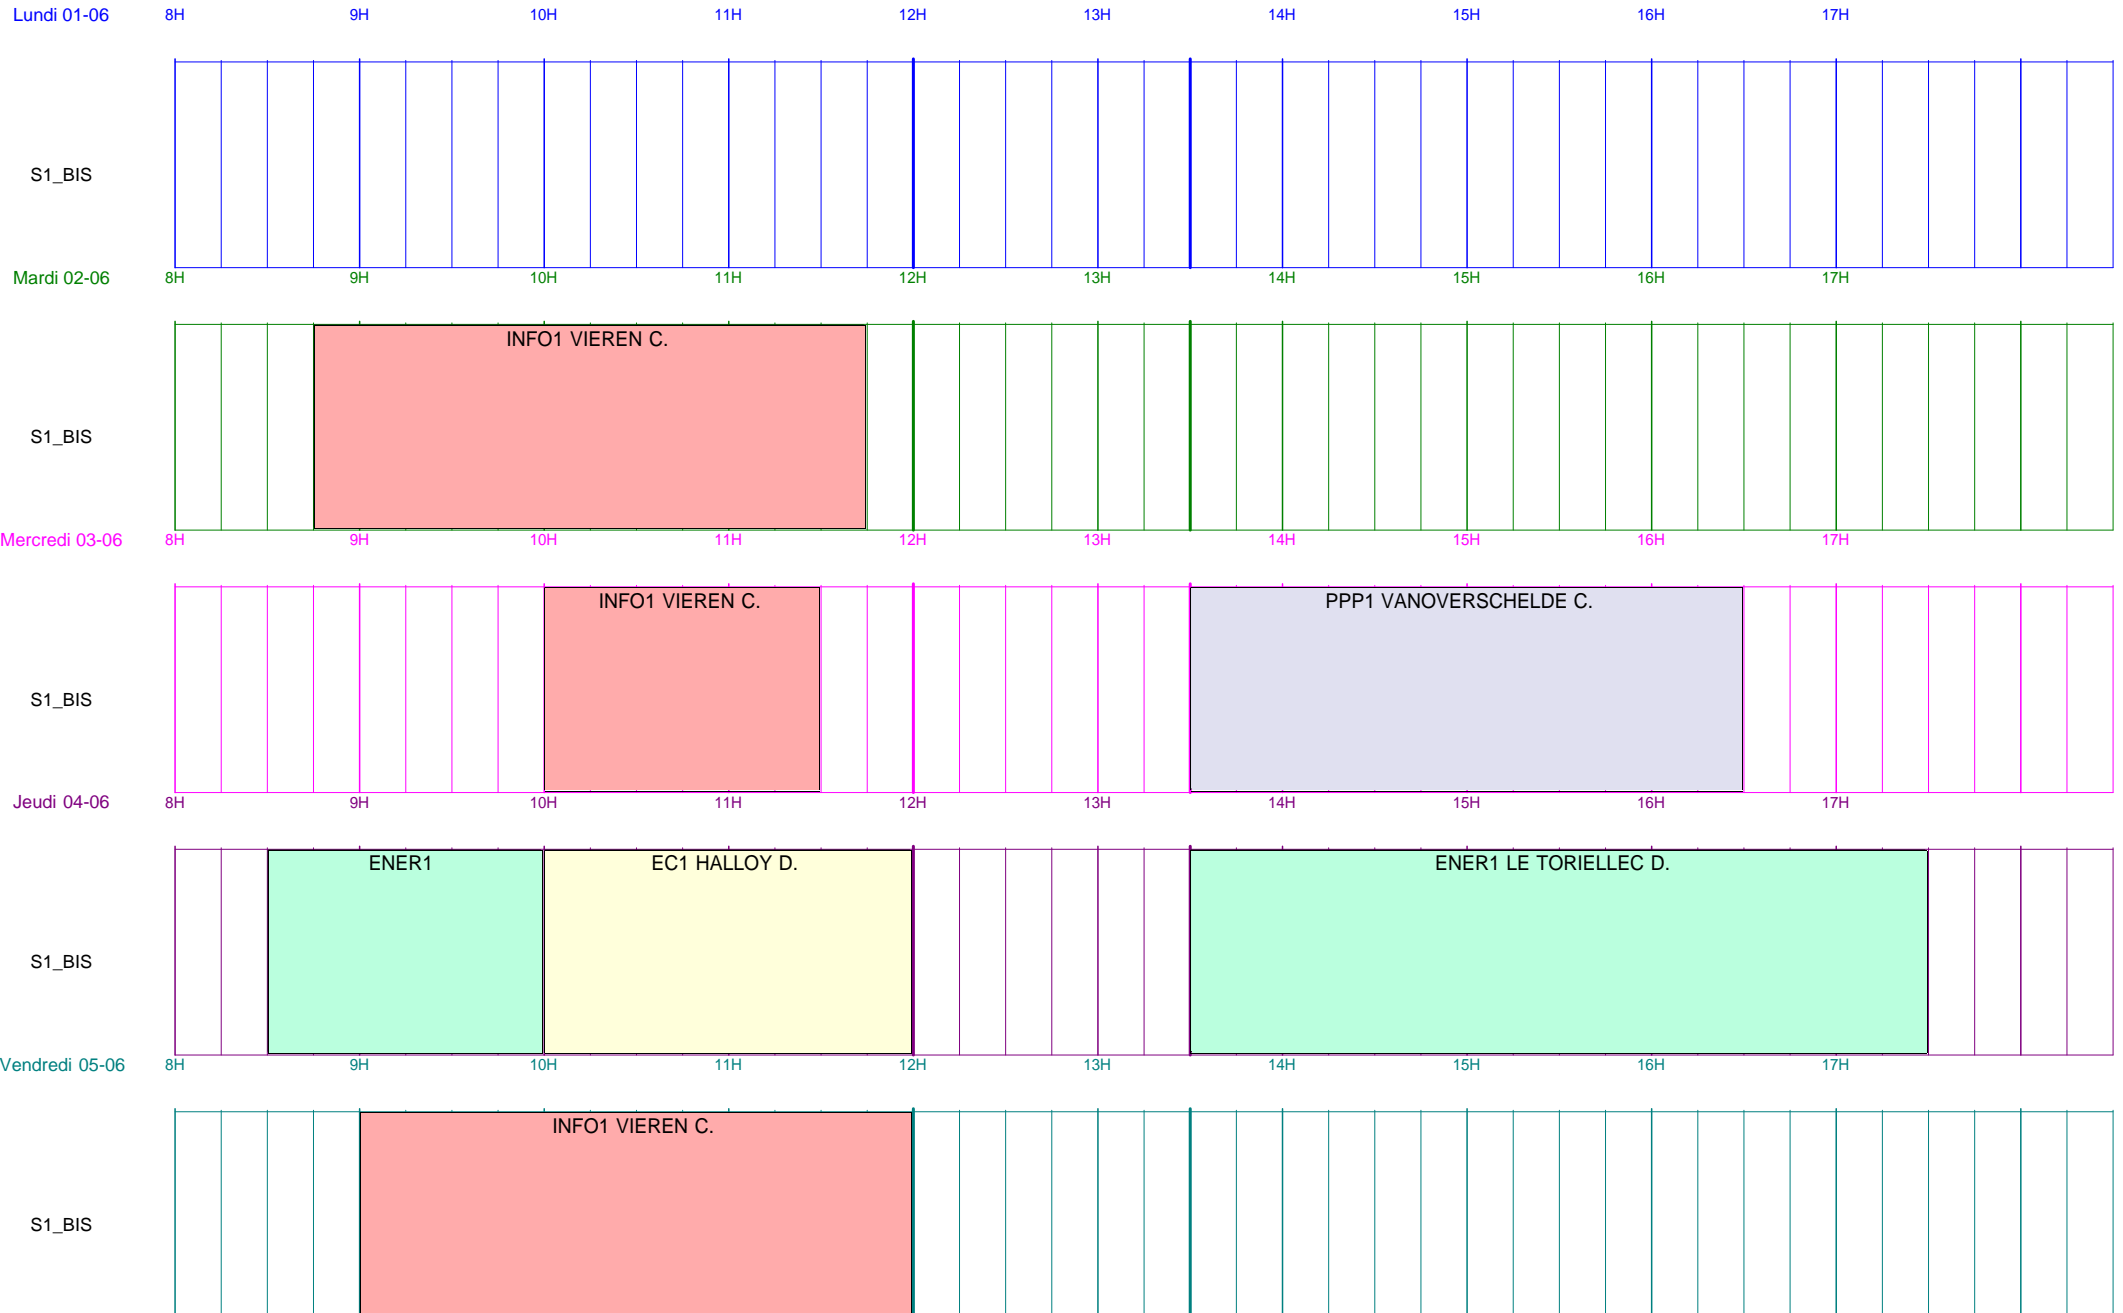 Lundi 01-06 8H 9H 10H 11H 12H 13H 14H 15H 16H 17H
S1_BIS
Mardi 02-06 8H 9H 10H 11H 12H 13H 14H 15H 16H 17H
INFO1 VIEREN C.
S1_BIS
Mercredi 03-06 8H 9H 10H 11H 12H 13H 14H 15H 16H 17H
INFO1 VIEREN C. PPP1 VANOVERSCHELDE C.
S1_BIS
Jeudi 04-06 8H 9H 10H 11H 12H 13H 14H 15H 16H 17H
ENER1 EC1 HALLOY D. ENER1 LE TORIELLEC D.
S1_BIS
Vendredi 05-06 8H 9H 10H 11H 12H 13H 14H 15H 16H 17H
INFO1 VIEREN C.
S1_BIS